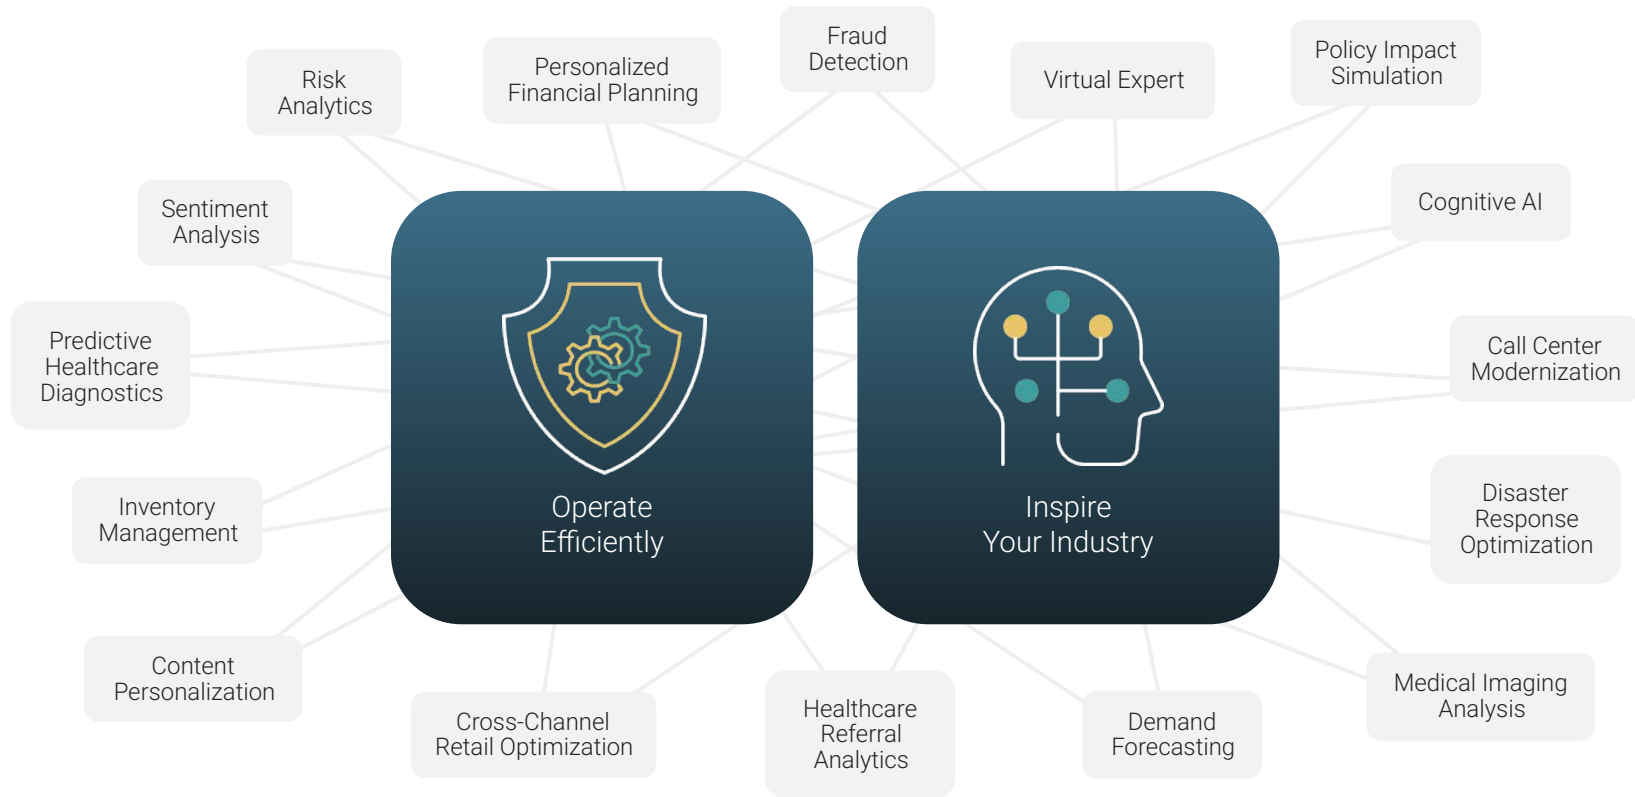 Fraud
Detection
Policy Impact
Simulation
Personalized
Financial Planning
Virtual Expert
Risk
Analytics
Cognitive AI
Sentiment
Analysis
Predictive
Healthcare
Diagnostics
Call Center
Modernization
Operate
Efficiently
Inspire
Your Industry
Inventory
Management
Disaster
Response
Optimization
Content
Personalization
Medical Imaging
Analysis
Cross-Channel
Retail Optimization
Healthcare
Referral
Analytics
Demand
Forecasting